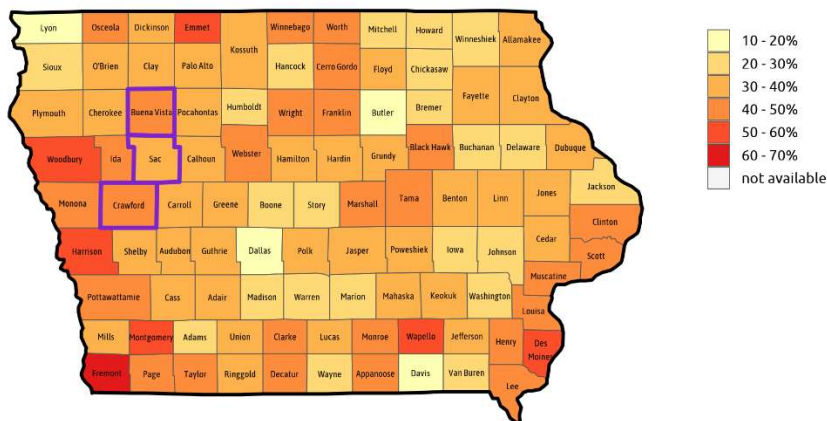 Lyon Osceola Dickinson Emmet Winnebago Worth Mitchell Howard Winneshiek Allamakee
Kossuth
Sioux O'Brien Clay Palo Alto Hancock Cerro Gordo Floyd Chickasaw
Plymouth Cherokee Buena Vista Pocahontas Humboldt Wright Franklin Butler Bremer Fayette Clayton
Woodbury Ida Sac Calhoun Webster Hamilton Hardin Grundy Black Hawk Buchanan Delaware Dubuque
Monona Crawford Carroll Greene Boone Story Marshall Tama Benton Linn Jones Jackson
Clinton
Harrison Shelby Audubon Guthrie Dallas Polk Jasper Poweshiek Iowa Johnson Cedar Scott
Muscatine
Pottawattamie Cass Adair Madison Warren Marion Mahaska Keokuk Washington
Louisa
Mills Montgomery Adams Union Clarke Lucas Monroe Wapello Jefferson Henry Des
Moines
Fremont Page Taylor Ringgold Decatur Wayne Appanoose Davis Van Buren Lee
10 - 20%
20 - 30%
30 - 40%
40 - 50%
50 - 60%
60 - 70%
not available